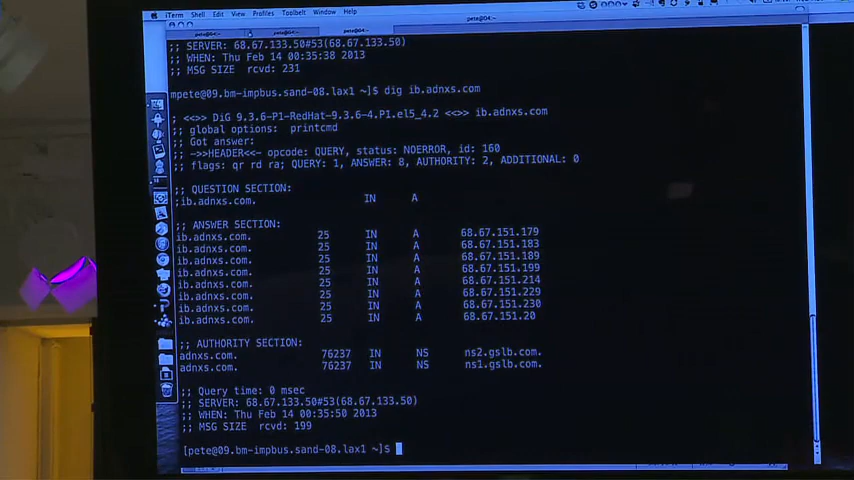 iTerm Shell Edit View Profiles Toolbelt Window Help
;; SERVER: 68.67.133.50#53(68.67.133.50)
;; WHEN: Thu Feb 14 00:35:38 2013
;; MSG SIZE  rcvd: 231
mpete@09.bm-impbus.sand-08.lax1 ~]$ dig ib.adnxs.com
; <<>> DiG 9.3.6-P1-RedHat-9.3.6-4.P1.el5_4.2 <<>> ib.adnxs.com
;; global options:  printcmd
;; Got answer:
;; ->>HEADER<<- opcode: QUERY, status: NOERROR, id: 160
;; flags: qr rd ra; QUERY: 1, ANSWER: 8, AUTHORITY: 2, ADDITIONAL: 0
;; QUESTION SECTION:
;ib.adnxs.com. IN A
;; ANSWER SECTION:
ib.adnxs.com. 25 IN A 68.67.151.179
ib.adnxs.com. 25 IN A 68.67.151.183
ib.adnxs.com. 25 IN A 68.67.151.189
ib.adnxs.com. 25 IN A 68.67.151.199
ib.adnxs.com. 25 IN A 68.67.151.214
ib.adnxs.com. 25 IN A 68.67.151.229
ib.adnxs.com. 25 IN A 68.67.151.230
ib.adnxs.com. 25 IN A 68.67.151.20
;; AUTHORITY SECTION:
adnxs.com. 76237 IN NS ns2.gslb.com.
adnxs.com. 76237 IN NS ns1.gslb.com.
;; Query time: 0 msec
;; SERVER: 68.67.133.50#53(68.67.133.50)
;; WHEN: Thu Feb 14 00:35:50 2013
;; MSG SIZE  rcvd: 199
[pete@09.bm-impbus.sand-08.lax1 ~]$